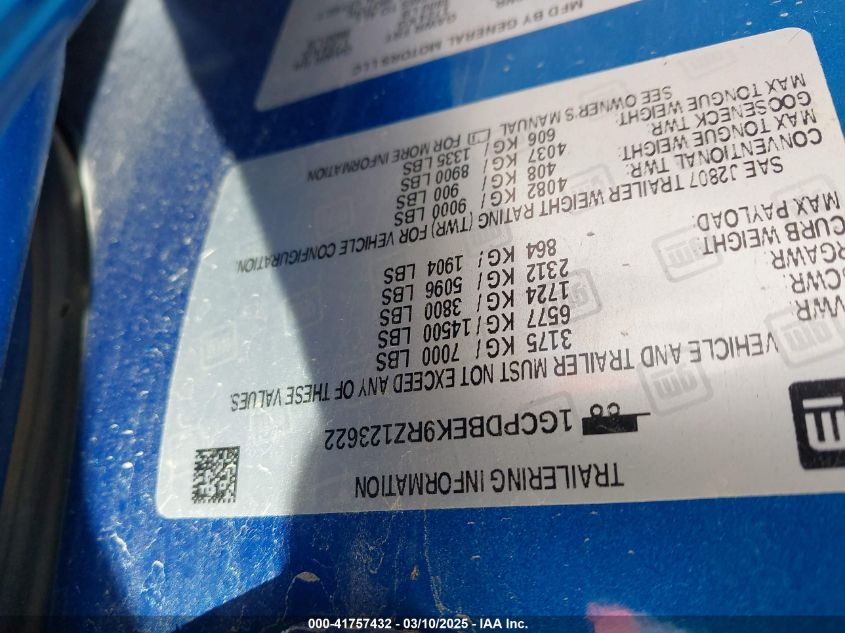 TRAILERING INFORMATION
GM
1GCPDBEK9RZ123622
VEHICLE AND TRAILER MUST NOT EXCEED ANY OF THESE VALUES
VWR: 3175 KG / 7000 LBS
CWR: 6577 KG / 14500 LBS
RGAWR: 1724 KG / 3800 LBS
CURB WEIGHT: 2312 KG / 5096 LBS
MAX PAYLOAD: 864 KG / 1904 LBS
SAE J2807 TRAILER WEIGHT RATING (TWR) FOR VEHICLE CONFIGURATION.
CONVENTIONAL TWR: 4082 KG / 9000 LBS
MAX TONGUE WEIGHT: 408 KG / 900 LBS
GOOSENECK TWR: 4037 KG / 8900 LBS
MAX TONGUE WEIGHT: 606 KG / 1335 LBS
SEE OWNER'S MANUAL FOR MORE INFORMATION
MFD BY GENERAL MOTORS LLC
000-41757432 - 03/10/2025 - IAA Inc.